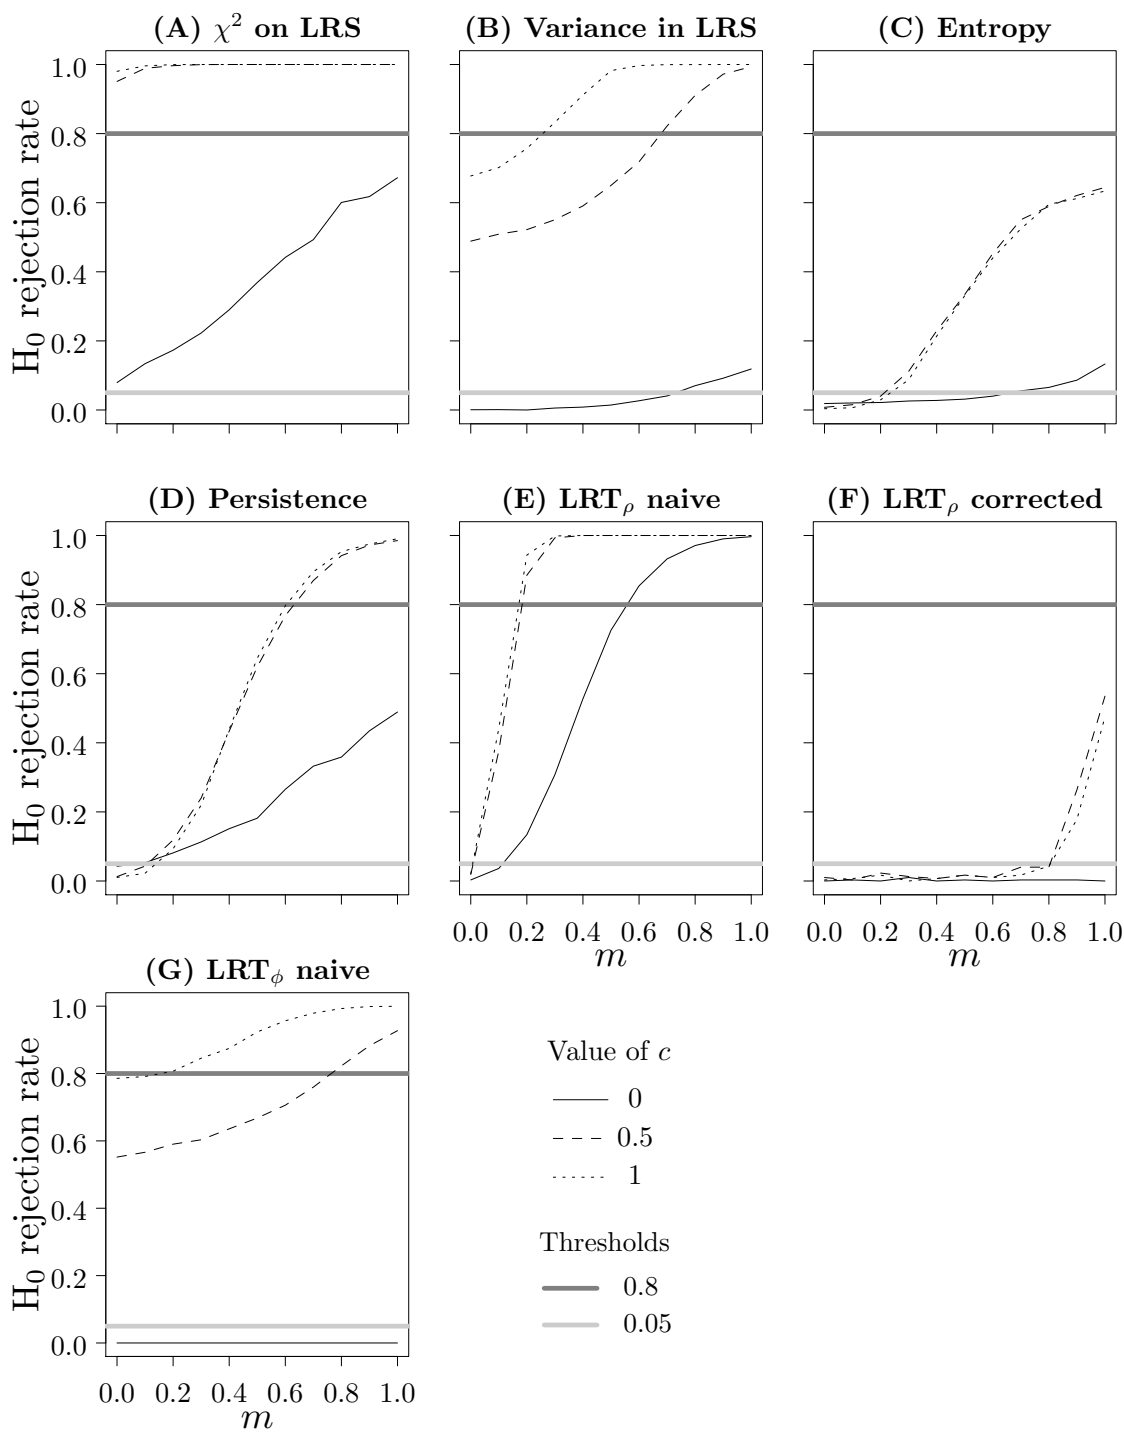 (A) χ² on LRS
(B) Variance in LRS
(C) Entropy
H₀ rejection rate
1.0
0.8
0.6
0.4
0.2
0.0
(D) Persistence
(E) LRTρ naive
(F) LRTρ corrected
H₀ rejection rate
1.0
0.8
0.6
0.4
0.2
0.0
0.0 0.2 0.4 0.6 0.8 1.0
m
0.0 0.2 0.4 0.6 0.8 1.0
m
(G) LRTϕ naive
H₀ rejection rate
1.0
0.8
0.6
0.4
0.2
0.0
0.0 0.2 0.4 0.6 0.8 1.0
m
Value of c
0
0.5
1
Thresholds
0.8
0.05